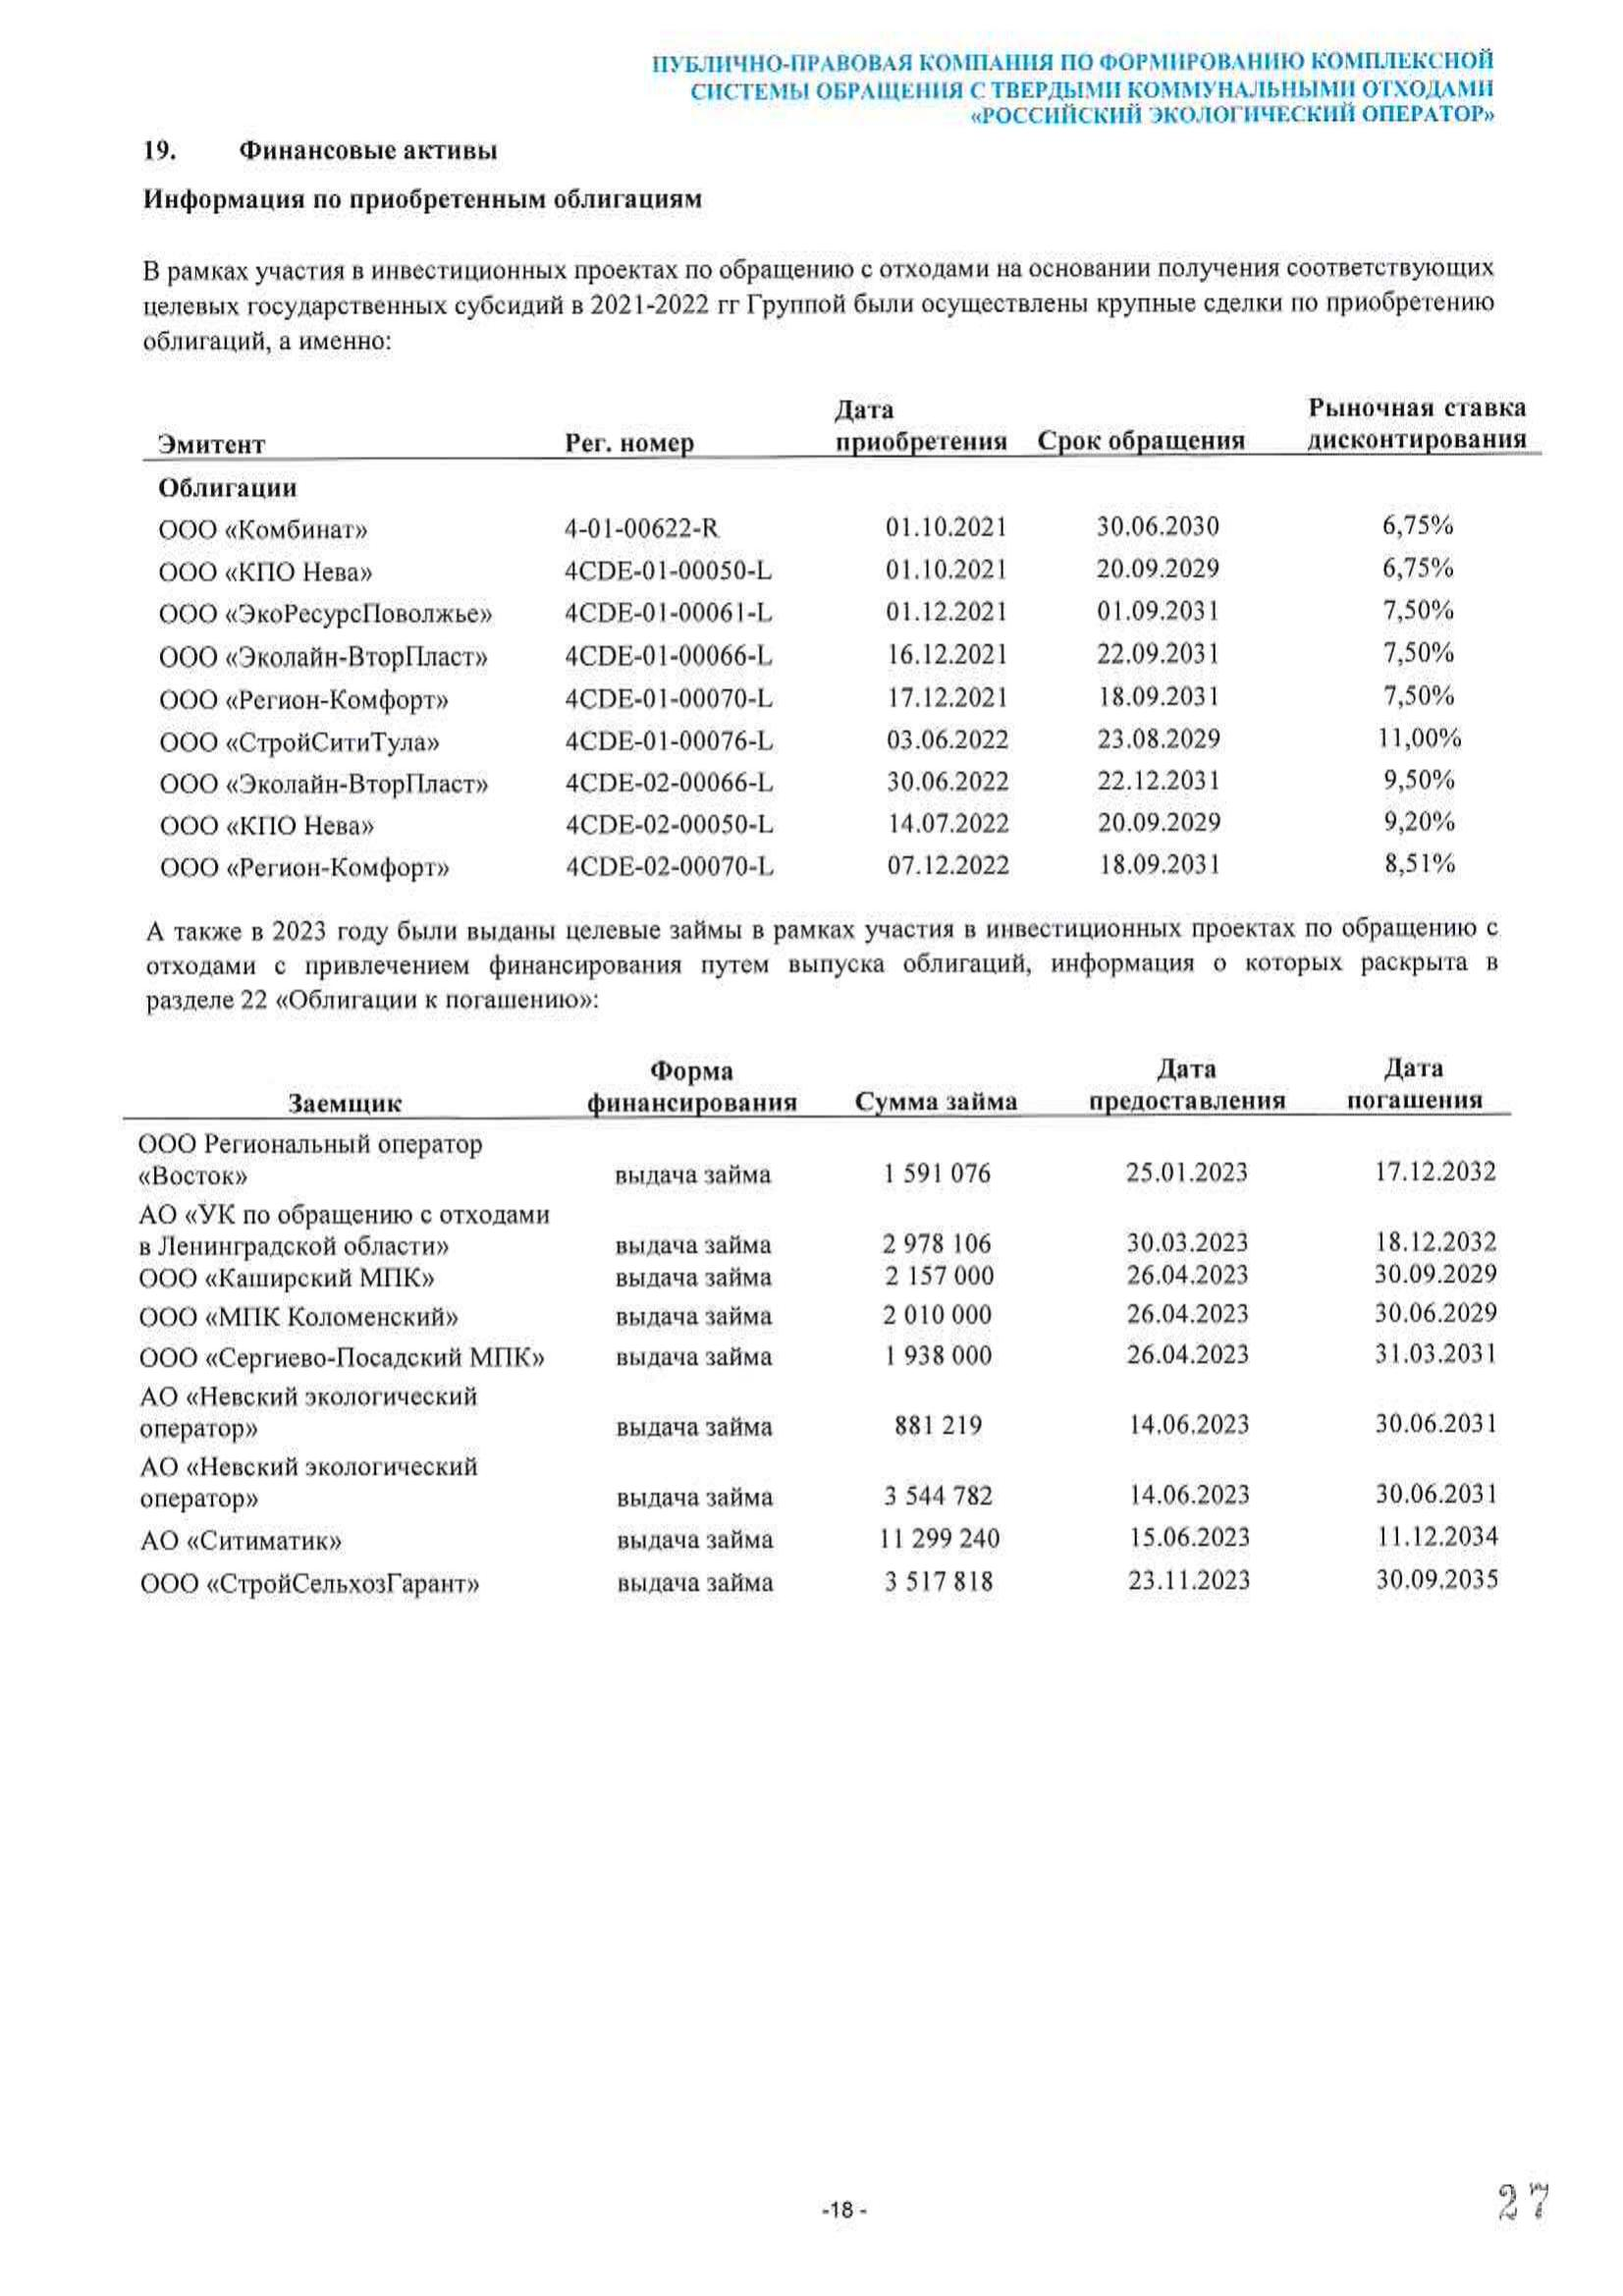 ПУБЛИЧНО-ПРАВОВАЯ КОМПАНИЯ ПО ФОРМИРОВАНИЮ КОМПЛЕКСНОЙ
СИСТЕМЫ ОБРАЩЕНИЯ С ТВЕРДЫМИ КОММУНАЛЬНЫМИ ОТХОДАМИ
«РОССИЙСКИЙ ЭКОЛОГИЧЕСКИЙ ОПЕРАТОР»
19. Финансовые активы
Информация по приобретенным облигациям
В рамках участия в инвестиционных проектах по обращению с отходами на основании получения соответствующих
целевых государственных субсидий в 2021-2022 гг Группой были осуществлены крупные сделки по приобретению
облигаций, а именно:
Эмитент Рег. номер Дата приобретения Срок обращения Рыночная ставка дисконтирования
Облигации
ООО «Комбинат» 4-01-00622-R 01.10.2021 30.06.2030 6,75%
ООО «КПО Нева» 4CDE-01-00050-L 01.10.2021 20.09.2029 6,75%
ООО «ЭкоРесурсПоволжье» 4CDE-01-00061-L 01.12.2021 01.09.2031 7,50%
ООО «Эколайн-ВторПласт» 4CDE-01-00066-L 16.12.2021 22.09.2031 7,50%
ООО «Регион-Комфорт» 4CDE-01-00070-L 17.12.2021 18.09.2031 7,50%
ООО «СтройСитиТула» 4CDE-01-00076-L 03.06.2022 23.08.2029 11,00%
ООО «Эколайн-ВторПласт» 4CDE-02-00066-L 30.06.2022 22.12.2031 9,50%
ООО «КПО Нева» 4CDE-02-00050-L 14.07.2022 20.09.2029 9,20%
ООО «Регион-Комфорт» 4CDE-02-00070-L 07.12.2022 18.09.2031 8,51%
А также в 2023 году были выданы целевые займы в рамках участия в инвестиционных проектах по обращению с
отходами с привлечением финансирования путем выпуска облигаций, информация о которых раскрыта в
разделе 22 «Облигации к погашению»:
Заемщик Форма финансирования Сумма займа Дата предоставления Дата погашения
ООО Региональный оператор
«Восток» выдача займа 1 591 076 25.01.2023 17.12.2032
АО «УК по обращению с отходами
в Ленинградской области» выдача займа 2 978 106 30.03.2023 18.12.2032
ООО «Каширский МПК» выдача займа 2 157 000 26.04.2023 30.09.2029
ООО «МПК Коломенский» выдача займа 2 010 000 26.04.2023 30.06.2029
ООО «Сергиево-Посадский МПК» выдача займа 1 938 000 26.04.2023 31.03.2031
АО «Невский экологический
оператор» выдача займа 881 219 14.06.2023 30.06.2031
АО «Невский экологический
оператор» выдача займа 3 544 782 14.06.2023 30.06.2031
АО «Ситиматик» выдача займа 11 299 240 15.06.2023 11.12.2034
ООО «СтройСельхозГарант» выдача займа 3 517 818 23.11.2023 30.09.2035
-18 -
27